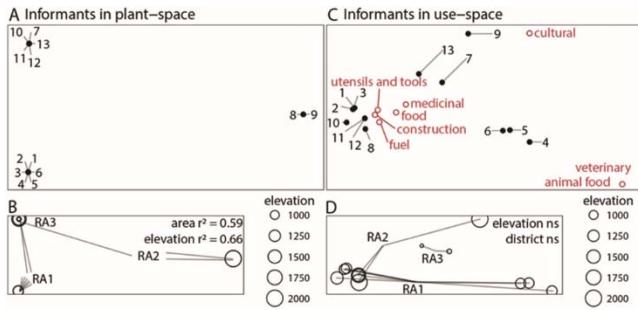 A Informants in plant−space
10 7
13
11 12
8 9
2 1
3 6
4 5
B
RA3
area r² = 0.59
elevation r² = 0.66
RA2
RA1
elevation
1000
1250
1500
1750
2000
C Informants in use−space
9
cultural
13
7
utensils and tools
1 3
2
medicinal
food
10
construction
11
12
fuel
8
6 5
4
veterinary
animal food
D
elevation ns
district ns
RA2
RA3
RA1
elevation
1000
1250
1500
1750
2000